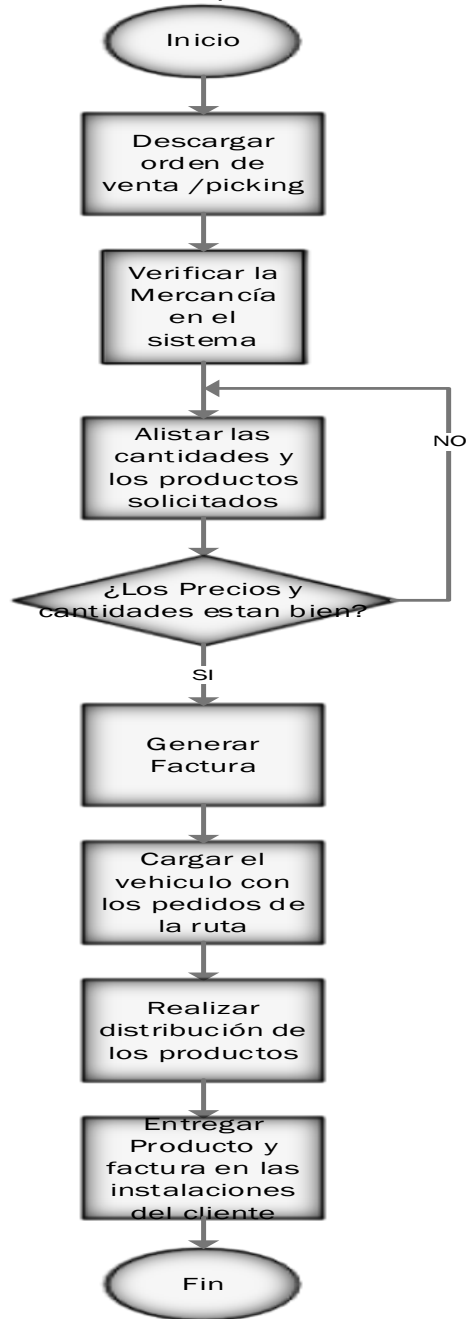 Inicio
Descargar
orden de
venta /picking
Verificar la
Mercancía
en el
sistema
Alistar las
cantidades y
los productos
solicitados
NO
¿Los Precios y
cantidades estan bien?
SI
Generar
Factura
Cargar el
vehiculo con
los pedidos de
la ruta
Realizar
distribución de
los productos
Entregar
Producto y
factura en las
instalaciones
del cliente
Fin